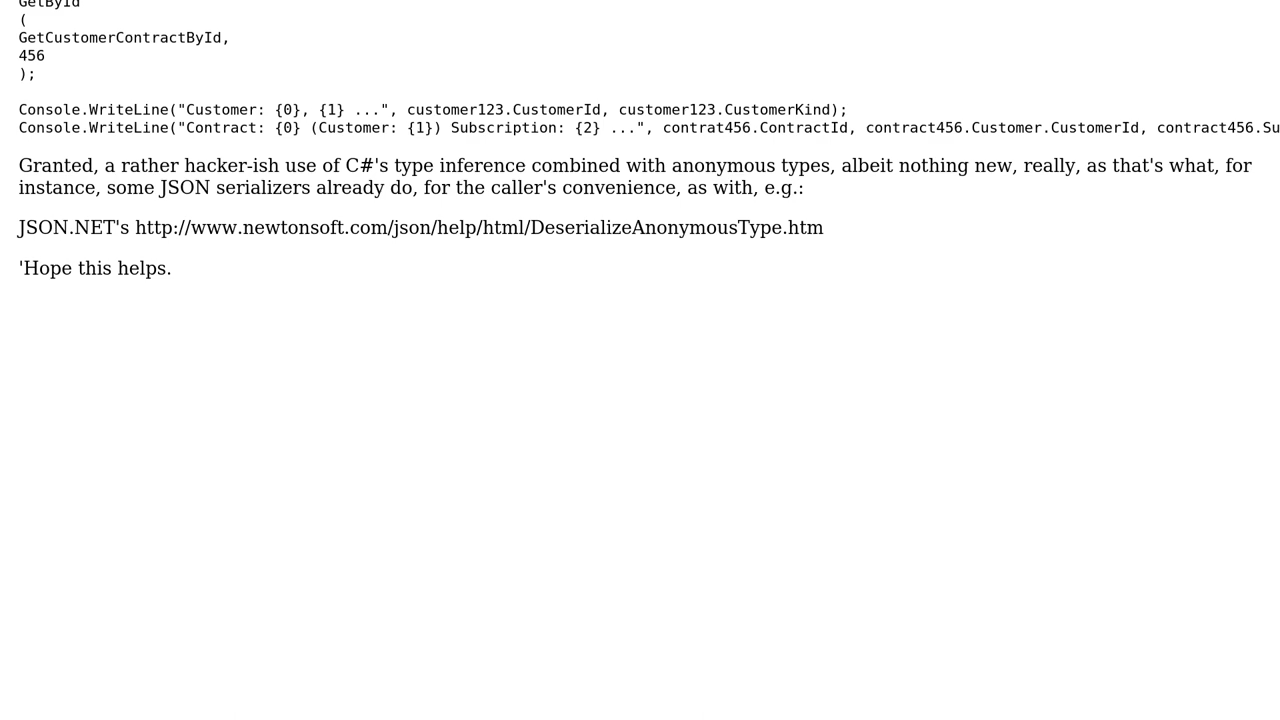 GetById
(
GetCustomerContractById,
456
);
Console.WriteLine("Customer: {0}, {1} ...", customer123.CustomerId, customer123.CustomerKind);
Console.WriteLine("Contract: {0} (Customer: {1}) Subscription: {2} ...", contrat456.ContractId, contract456.Customer.CustomerId, contract456.Su
Granted, a rather hacker-ish use of C#'s type inference combined with anonymous types, albeit nothing new, really, as that's what, for
instance, some JSON serializers already do, for the caller's convenience, as with, e.g.:
JSON.NET's http://www.newtonsoft.com/json/help/html/DeserializeAnonymousType.htm
'Hope this helps.